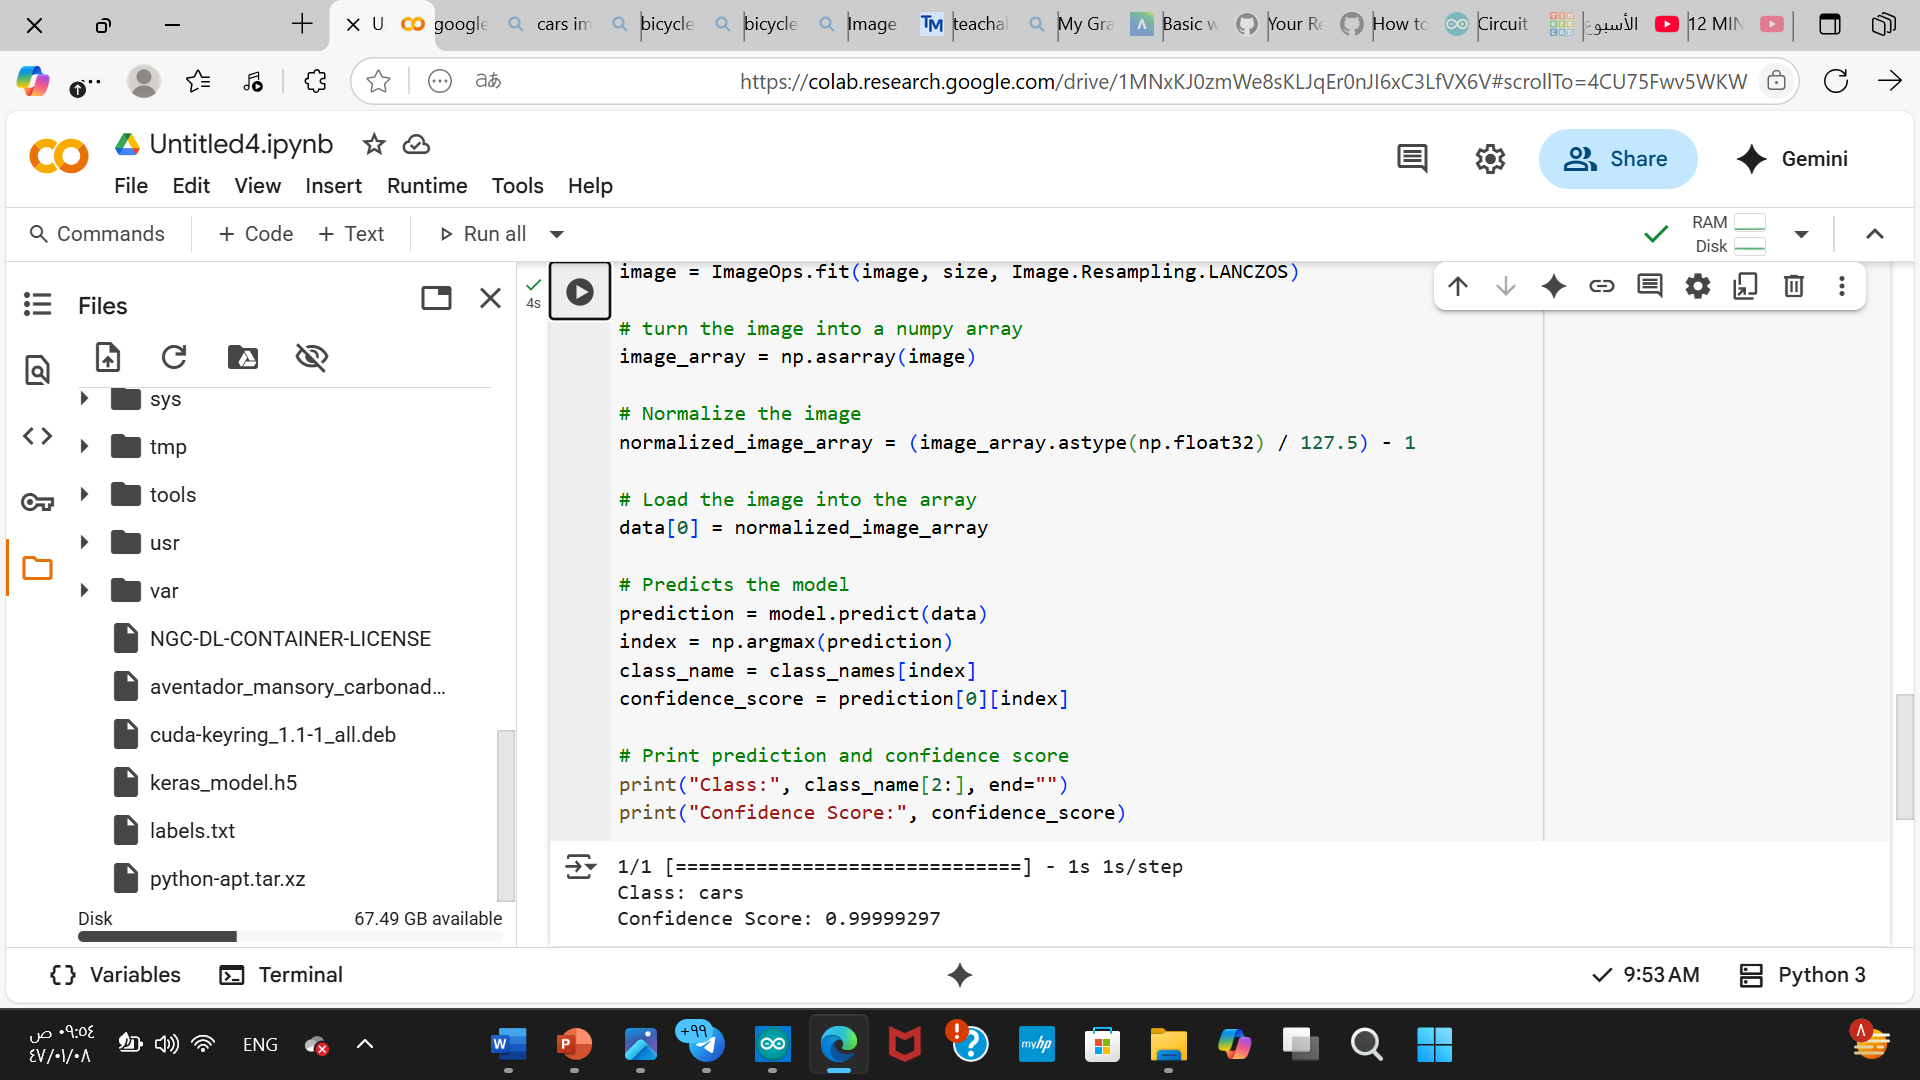 U
google
cars im
bicycle
bicycle
Image
teachal
My Gra
Basic w
Your Re
How to
Circuit
الأسبوع
12 MIN
https://colab.research.google.com/drive/1MNxKJ0zmWe8sKLJqEr0nJI6xC3LfVX6V#scrollTo=4CU75Fwv5WKW
Untitled4.ipynb
Share
Gemini
File Edit View Insert Runtime Tools Help
Commands + Code + Text Run all
RAM
Disk
Files
sys
tmp
tools
usr
var
NGC-DL-CONTAINER-LICENSE
aventador_mansory_carbonad...
cuda-keyring_1.1-1_all.deb
keras_model.h5
labels.txt
python-apt.tar.xz
Disk 67.49 GB available
4s
image = ImageOps.fit(image, size, Image.Resampling.LANCZOS)
# turn the image into a numpy array
image_array = np.asarray(image)
# Normalize the image
normalized_image_array = (image_array.astype(np.float32) / 127.5) - 1
# Load the image into the array
data[0] = normalized_image_array
# Predicts the model
prediction = model.predict(data)
index = np.argmax(prediction)
class_name = class_names[index]
confidence_score = prediction[0][index]
# Print prediction and confidence score
print("Class:", class_name[2:], end="")
print("Confidence Score:", confidence_score)
1/1 [==============================] - 1s 1s/step
Class: cars
Confidence Score: 0.99999297
Variables Terminal
9:53 AM Python 3
٠٩:٥٤ ص
٤٧/٠١/٠٨
ENG
+٩٩
myhp